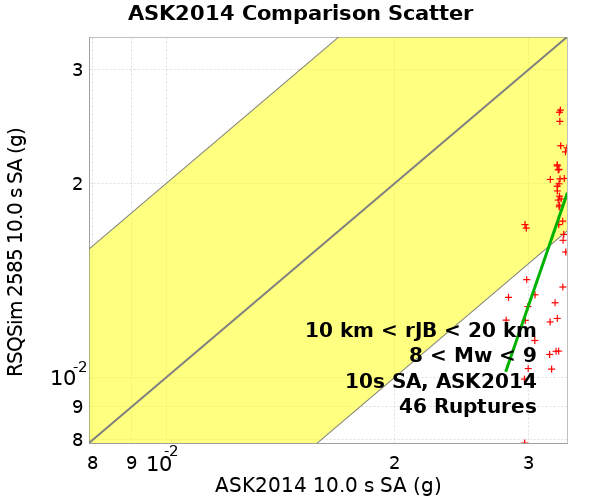 ASK2014 Comparison Scatter
RSQSim 2585 10.0 s SA (g)
3
2
10-2
9
8
10 km < rJB < 20 km
8 < Mw < 9
10s SA, ASK2014
46 Ruptures
8 9 10-2 2 3
ASK2014 10.0 s SA (g)